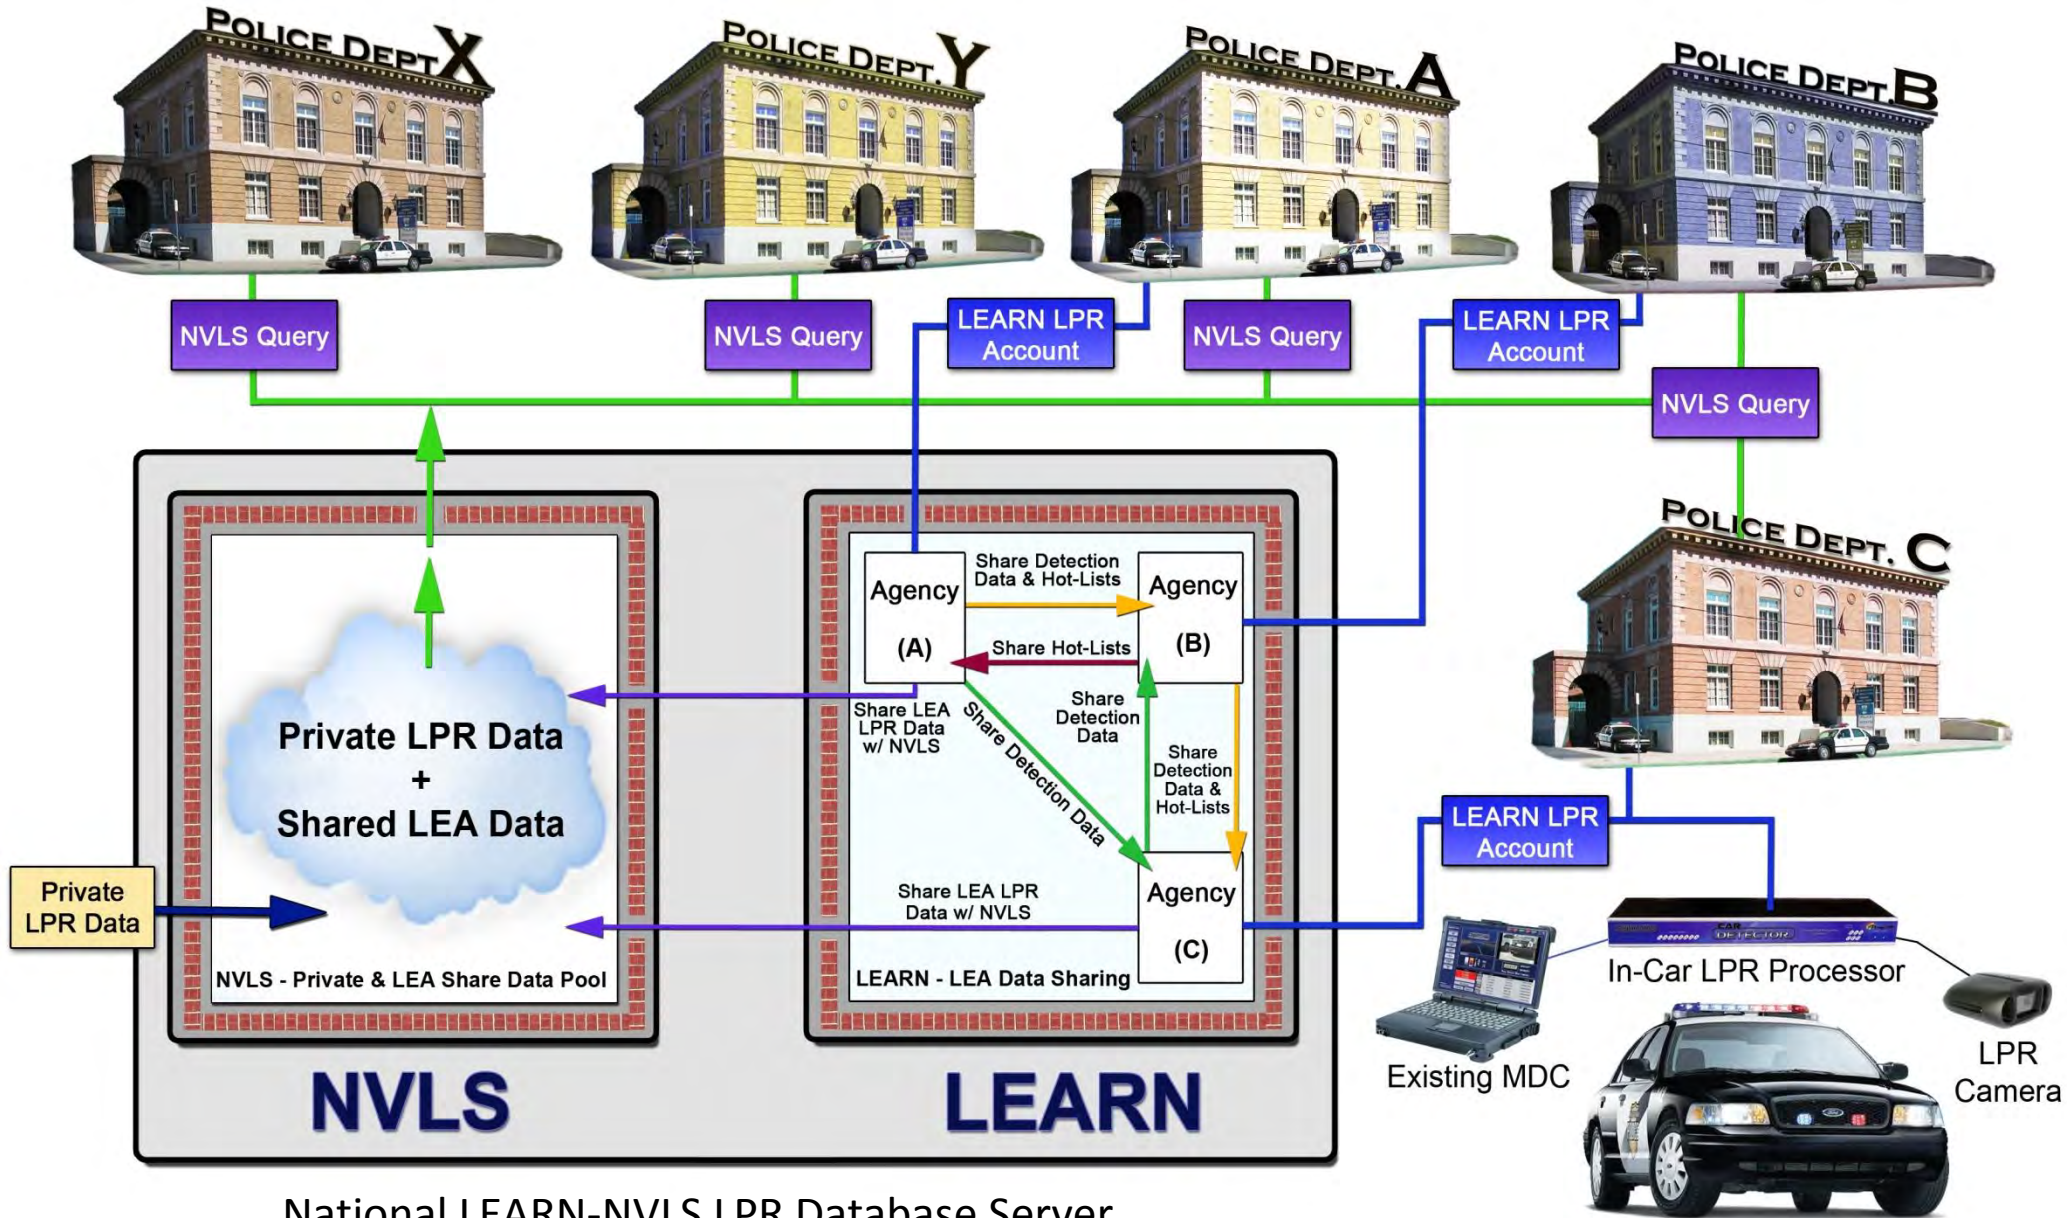 POLICE DEPT X
POLICE DEPT. Y
POLICE DEPT. A
POLICE DEPT. B
NVLS Query
NVLS Query
LEARN LPR
Account
NVLS Query
LEARN LPR
Account
NVLS Query
POLICE DEPT. C
Agency
(A)
Share Detection
Data & Hot-Lists
Agency
(B)
Share Hot-Lists
Share LEA
LPR Data
w/ NVLS
Share Detection Data
Share
Detection
Data
Share
Detection
Data &
Hot-Lists
Private LPR Data
+
Shared LEA Data
Private
LPR Data
NVLS - Private & LEA Share Data Pool
Share LEA LPR
Data w/ NVLS
Agency
(C)
LEARN - LEA Data Sharing
LEARN LPR
Account
CAR
DETECTOR
In-Car LPR Processor
Existing MDC
LPR
Camera
NVLS
LEARN
National LEARN-NVLS LPR Database Server